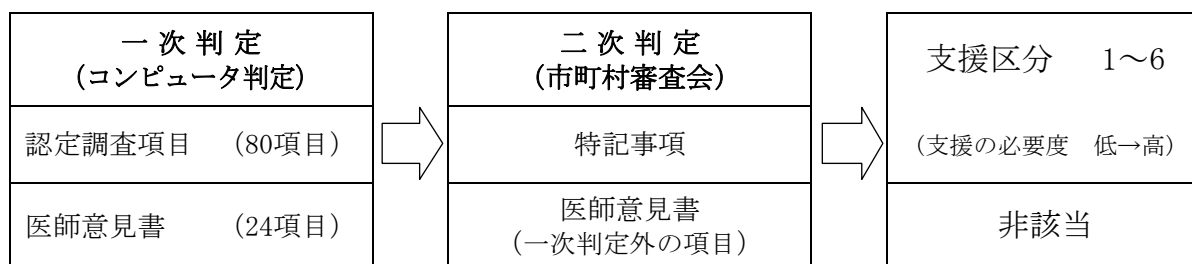 一 次 判 定
(コンピュータ判定)
認定調査項目　(80項目)
医師意見書　(24項目)
二 次 判 定
(市町村審査会)
特記事項
医師意見書
(一次判定外の項目)
支援区分　1～6
(支援の必要度　低→高)
非該当